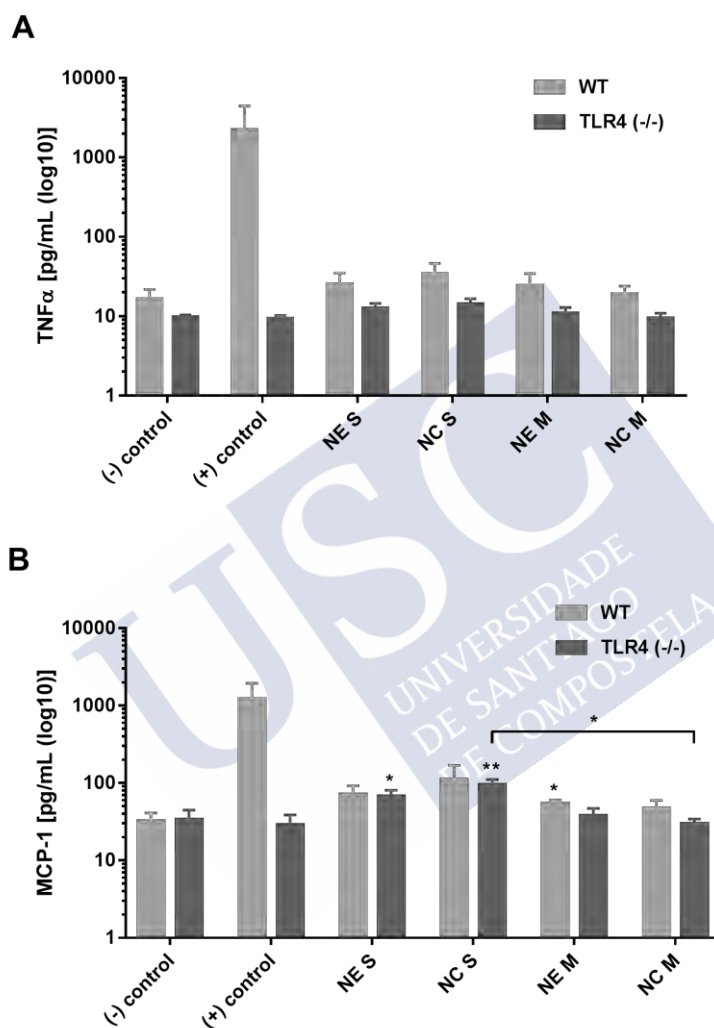 A
WT
TLR4 (-/-)
TNFα [pg/mL (log10)]
10000
1000
100
10
1
(-) control
(+) control
NE S
NC S
NE M
NC M
B
WT
TLR4 (-/-)
MCP-1 [pg/mL (log10)]
10000
1000
100
10
1
*
**
*
*
(-) control
(+) control
NE S
NC S
NE M
NC M
USC
UNIVERSIDADE
DE SANTIAGO
DE COMPOSTELA